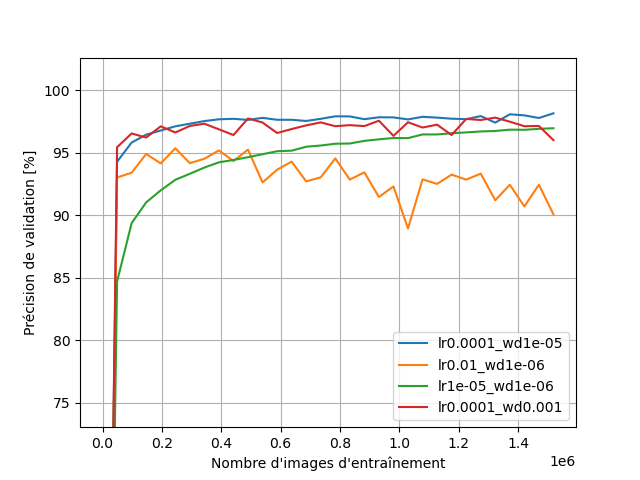 100
95
90
85
80
75
Précision de validation [%]
lr0.0001_wd1e-05
lr0.01_wd1e-06
lr1e-05_wd1e-06
lr0.0001_wd0.001
0.0 0.2 0.4 0.6 0.8 1.0 1.2 1.4
1e6
Nombre d'images d'entraînement